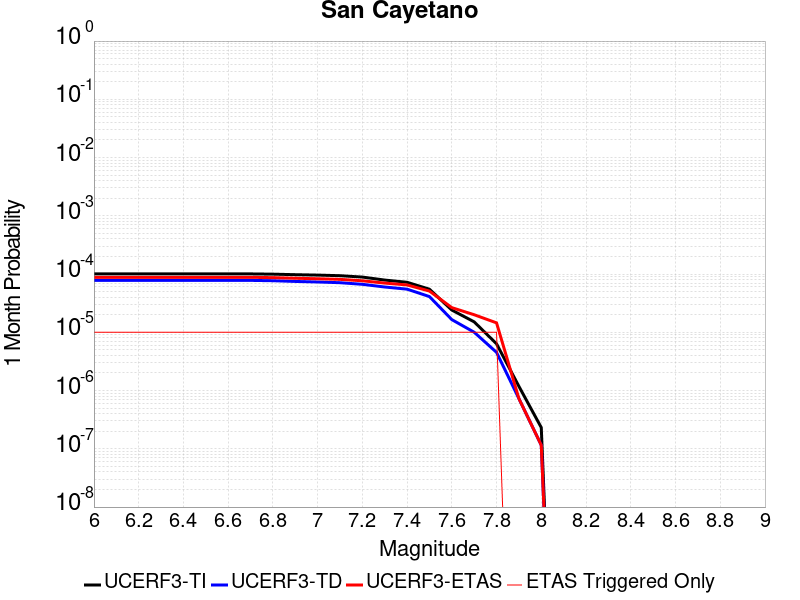 San Cayetano
10^0
10^-1
10^-2
10^-3
10^-4
10^-5
10^-6
10^-7
10^-8
1 Month Probability
6 6.2 6.4 6.6 6.8 7 7.2 7.4 7.6 7.8 8 8.2 8.4 8.6 8.8 9
Magnitude
UCERF3-TI UCERF3-TD UCERF3-ETAS ETAS Triggered Only